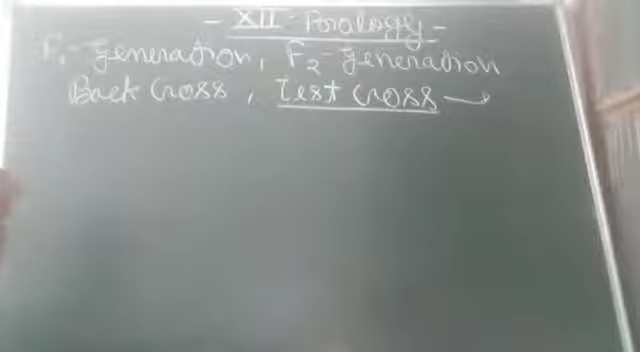 - XII - Biology -
F₁ - generation, F₂ - generation
Back Cross, Test cross →